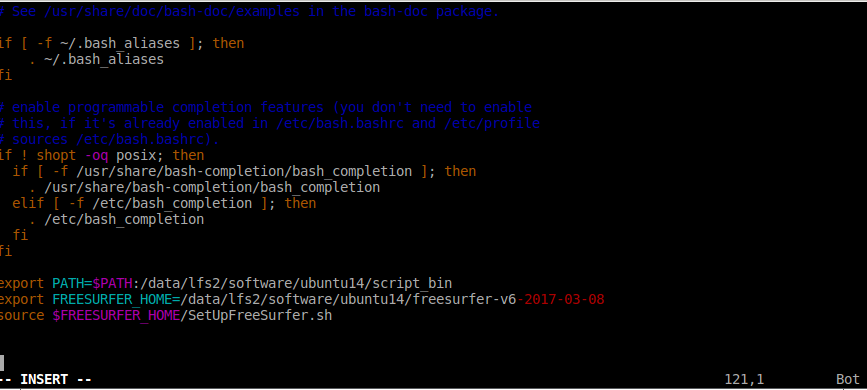 # See /usr/share/doc/bash-doc/examples in the bash-doc package.
if [ -f ~/.bash_aliases ]; then
    . ~/.bash_aliases
fi
# enable programmable completion features (you don't need to enable
# this, if it's already enabled in /etc/bash.bashrc and /etc/profile
# sources /etc/bash.bashrc).
if ! shopt -oq posix; then
  if [ -f /usr/share/bash-completion/bash_completion ]; then
    . /usr/share/bash-completion/bash_completion
  elif [ -f /etc/bash_completion ]; then
    . /etc/bash_completion
  fi
fi
export PATH=$PATH:/data/lfs2/software/ubuntu14/script_bin
export FREESURFER_HOME=/data/lfs2/software/ubuntu14/freesurfer-v6-2017-03-08
source $FREESURFER_HOME/SetUpFreeSurfer.sh
-- INSERT -- 121,1 Bot